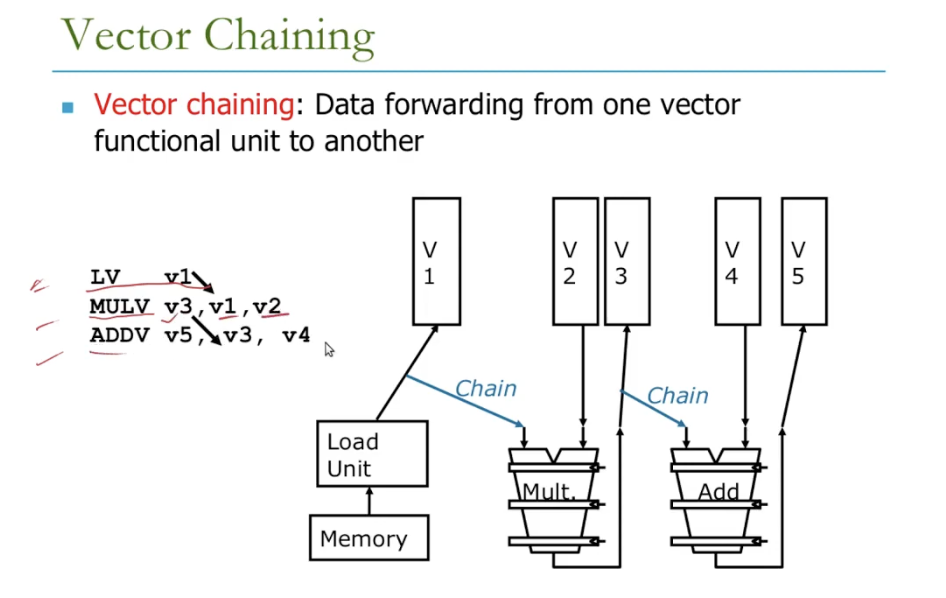 Vector Chaining
Vector chaining: Data forwarding from one vector
functional unit to another
LV v1
MULV v3,v1,v2
ADDV v5, v3, v4
V
1
V
2
V
3
V
4
V
5
Chain
Chain
Load
Unit
Mult.
Add
Memory